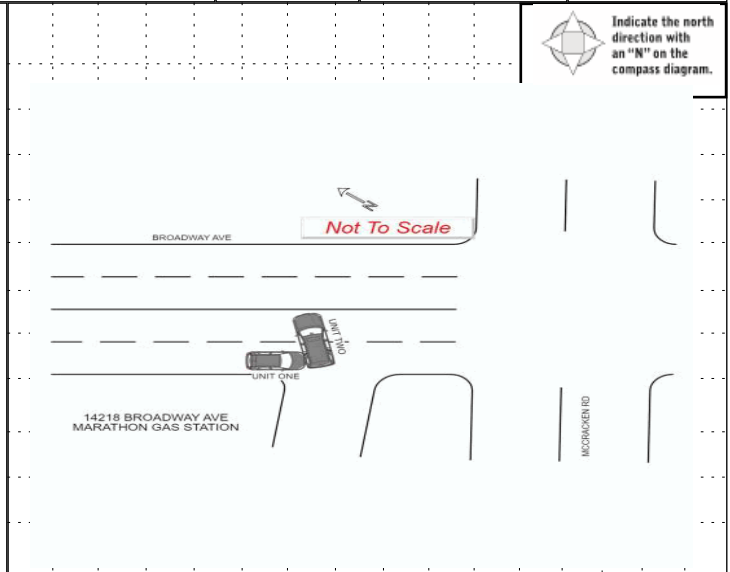 Indicate the north
direction with
an “N” on the
compass diagram.
N
Not To Scale
BROADWAY AVE
UNIT TWO
UNIT ONE
14218 BROADWAY AVE
MARATHON GAS STATION
MCCRACKEN RD